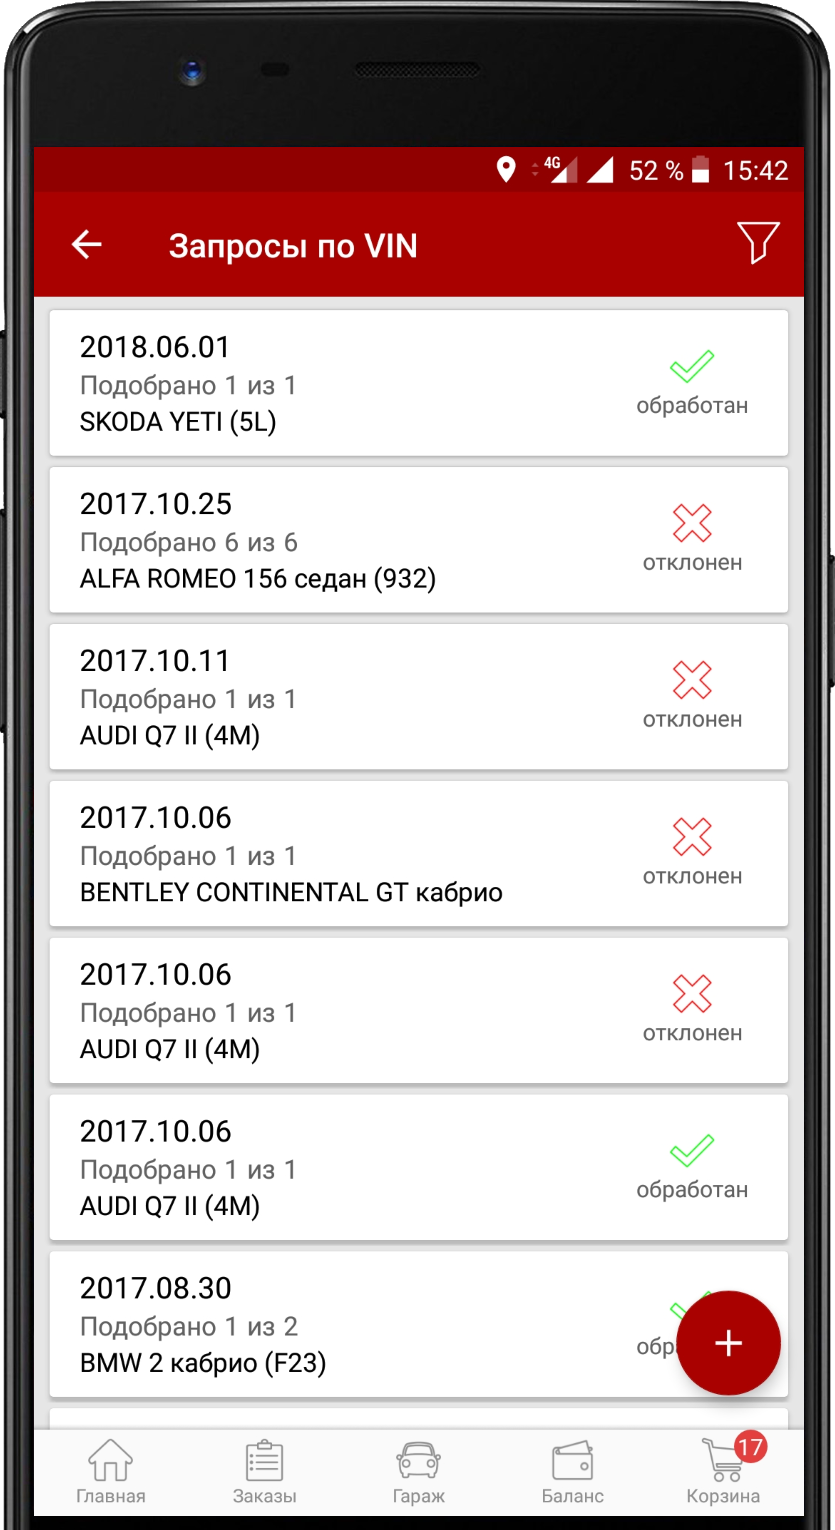 4G 52 % 15:42
Запросы по VIN
2018.06.01
Подобрано 1 из 1
SKODA YETI (5L)
обработан
2017.10.25
Подобрано 6 из 6
ALFA ROMEO 156 седан (932)
отклонен
2017.10.11
Подобрано 1 из 1
AUDI Q7 II (4M)
отклонен
2017.10.06
Подобрано 1 из 1
BENTLEY CONTINENTAL GT кабрио
отклонен
2017.10.06
Подобрано 1 из 1
AUDI Q7 II (4M)
отклонен
2017.10.06
Подобрано 1 из 1
AUDI Q7 II (4M)
обработан
2017.08.30
Подобрано 1 из 2
BMW 2 кабрио (F23)
+
17
Главная
Заказы
Гараж
Баланс
Корзина